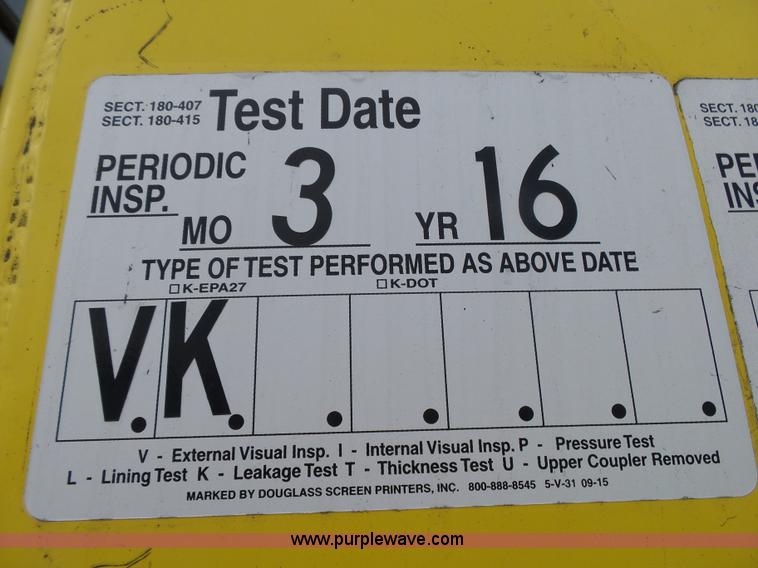 SECT. 180-407
SECT. 180-415
Test Date
PERIODIC
INSP.
MO 3 YR 16
TYPE OF TEST PERFORMED AS ABOVE DATE
K-EPA27 K-DOT
V. K. . . . . .
V - External Visual Insp. I - Internal Visual Insp. P - Pressure Test
L - Lining Test K - Leakage Test T - Thickness Test U - Upper Coupler Removed
MARKED BY DOUGLASS SCREEN PRINTERS, INC. 800-888-8545 5-V-31 09-15
SECT. 180
SECT. 18
PE
INS
www.purplewave.com